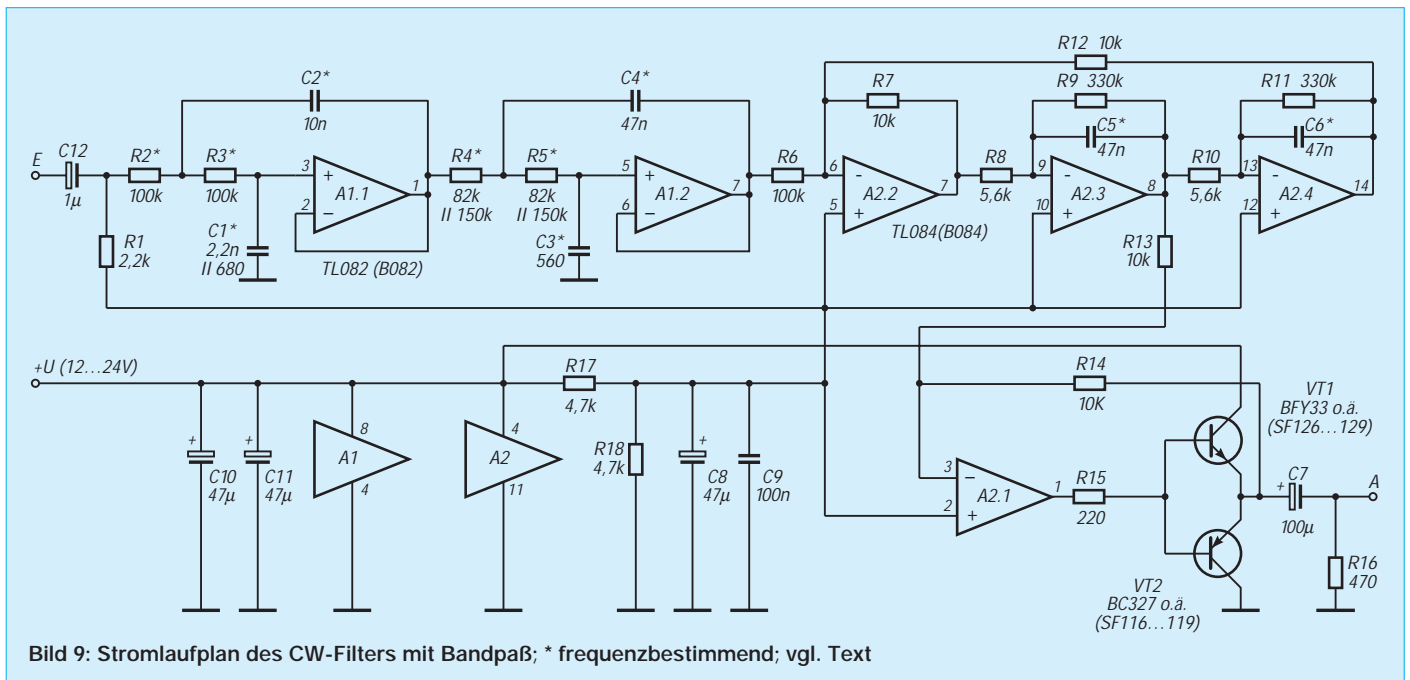 R12 10k
C2*
10n
C4*
47n
R7
10k
R9 330k
R11 330k
C5*
47n
C6*
47n
E
C12
1µ
R2*
100k
R3*
100k
3
+
A1.1
1
2
−
R4*
82k
II 150k
R5*
82k
II 150k
5
+
A1.2
7
6
−
R6
100k
6
-
A2.2
7
5
+
R8
5,6k
9
-
A2.3
8
10
+
R10
5,6k
13
-
A2.4
14
12
+
R1
2,2k
C1*
2,2n
II 680
TL082 (B082)
C3*
560
TL084(B084)
R13
10k
+U (12...24V)
R17
4,7k
R14
10K
VT1
BFY33 o.ä.
(SF126...129)
+
C10
47µ
+
C11
47µ
8
A1
4
4
A2
11
R18
4,7k
+
C8
47µ
C9
100n
3
−
A2.1
1
2
+
R15
220
C7
+
100µ
A
R16
470
VT2
BC327 o.ä.
(SF116...119)
Bild 9: Stromlaufplan des CW-Filters mit Bandpaß; * frequenzbestimmend; vgl. Text